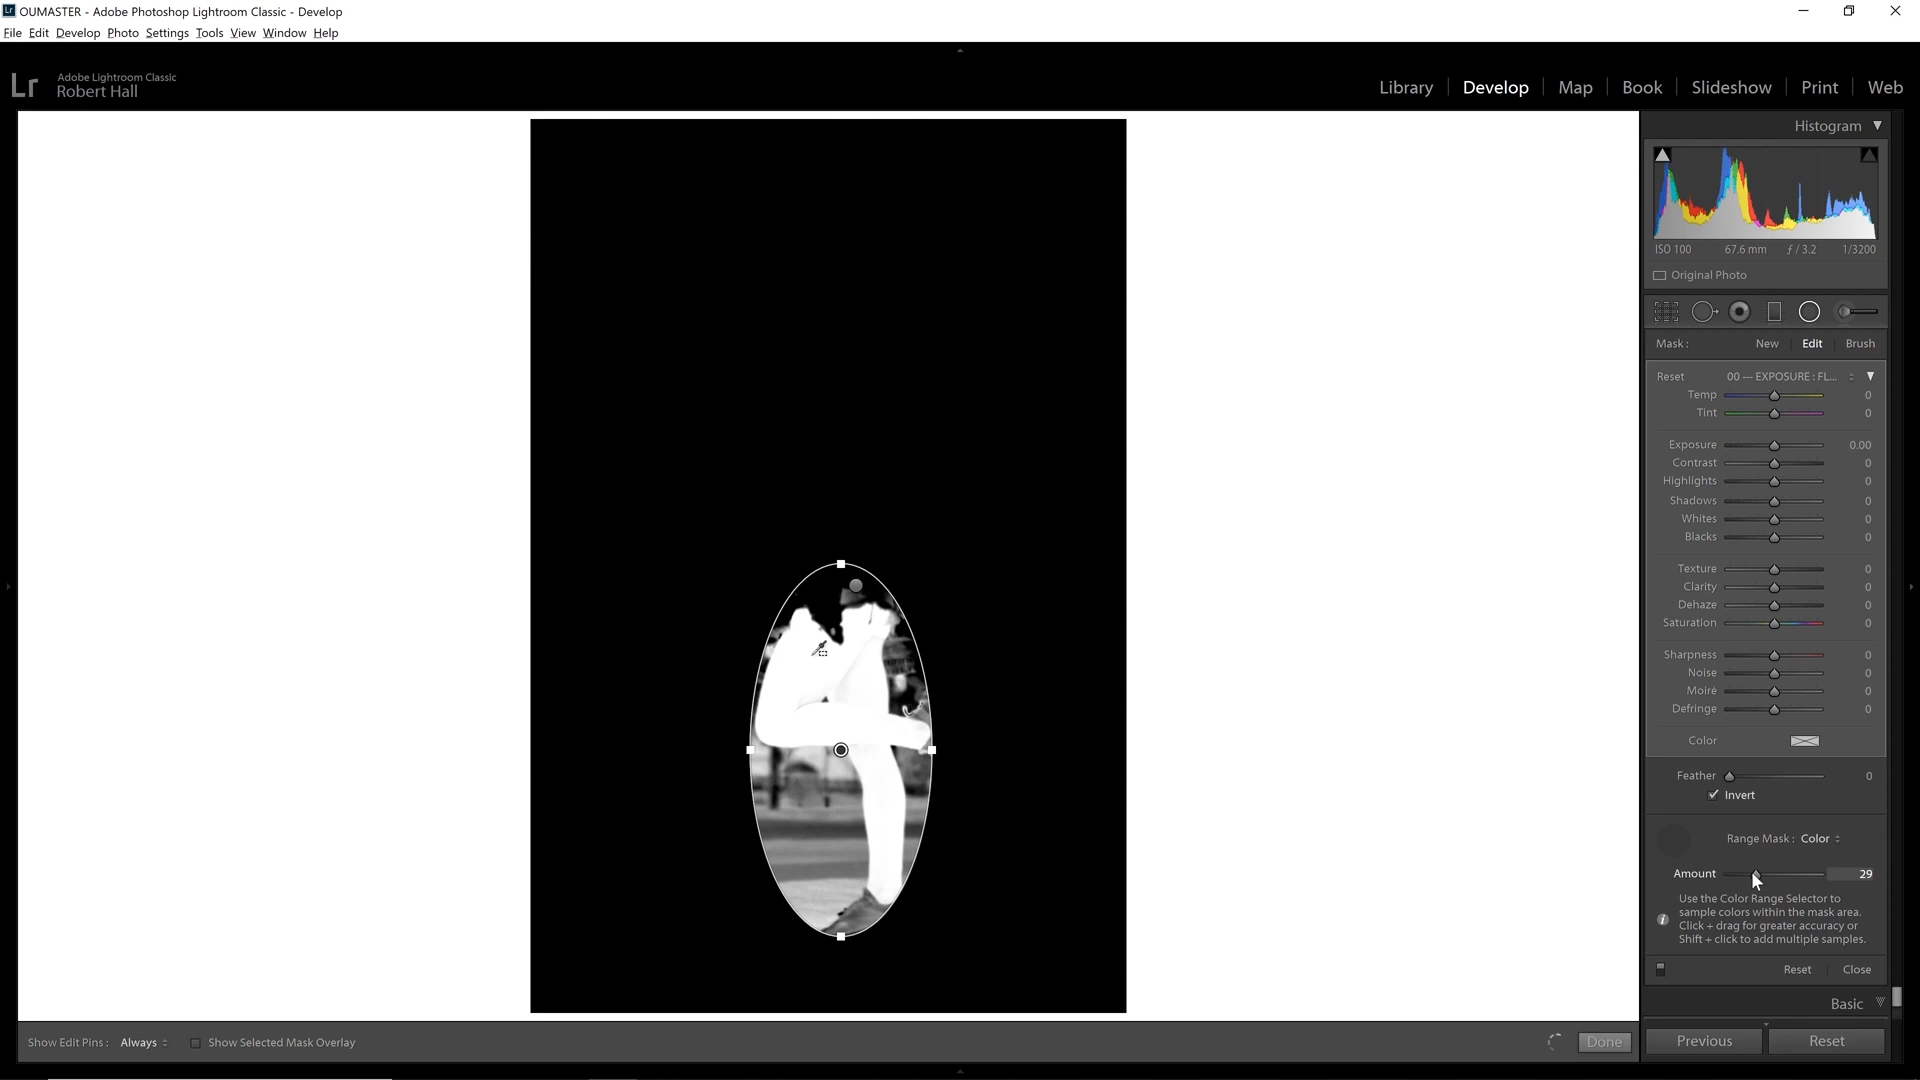 Lr OUMASTER - Adobe Photoshop Lightroom Classic - Develop
File Edit Develop Photo Settings Tools View Window Help
Lr Adobe Lightroom Classic
Robert Hall
Library Develop Map Book Slideshow Print Web
Histogram
ISO 100 67.6 mm ƒ / 3.2 1/3200
Original Photo
Mask : New Edit Brush
Reset 00 — EXPOSURE : FL...
Temp 0
Tint 0
Exposure 0.00
Contrast 0
Highlights 0
Shadows 0
Whites 0
Blacks 0
Texture 0
Clarity 0
Dehaze 0
Saturation 0
Sharpness 0
Noise 0
Moiré 0
Defringe 0
Color
Feather 0
Invert
Range Mask : Color
Amount 29
Use the Color Range Selector to
sample colors within the mask area.
Click + drag for greater accuracy or
Shift + click to add multiple samples.
Reset Close
Basic
Show Edit Pins : Always Show Selected Mask Overlay Done
Previous Reset